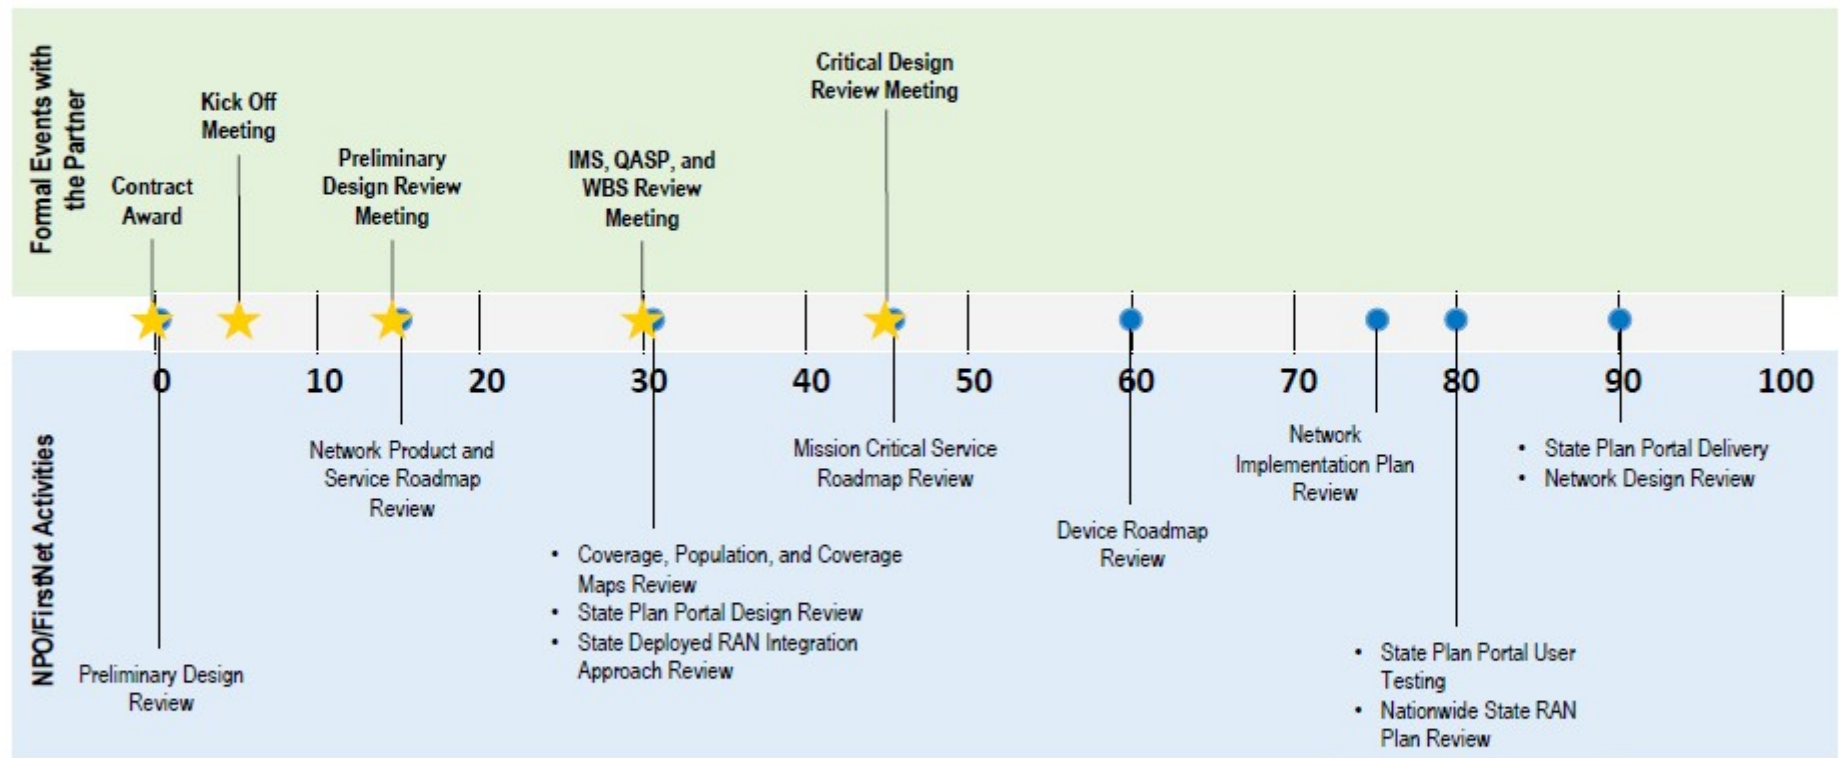 Formal Events with
the Partner
Contract
Award
Kick Off
Meeting
Preliminary
Design Review
Meeting
IMS, QASP, and
WBS Review
Meeting
Critical Design
Review Meeting
0 10 20 30 40 50 60 70 80 90 100
NPO/FirstNet Activities
Preliminary Design
Review
Network Product and
Service Roadmap
Review
• Coverage, Population, and Coverage
Maps Review
• State Plan Portal Design Review
• State Deployed RAN Integration
Approach Review
Mission Critical Service
Roadmap Review
Device Roadmap
Review
Network
Implementation Plan
Review
• State Plan Portal User
Testing
• Nationwide State RAN
Plan Review
• State Plan Portal Delivery
• Network Design Review